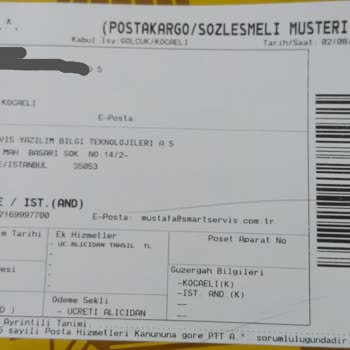 .A.
(POSTAKARGO/SOZLESMELI MUSTERI
Kabul Isy.GOLCUK/KOCAELI Tarih/Saat: 02/08
5
KOCAELI
E-Posta:
VIS YAZILIM BILGI TEKNOLOJILERI A S
MAH BASARI SOK NO:14/2-
E/ISTANBUL 35053
E / IST.(AND)
2169997700 E-Posta: mustafa@smartservis.com.tr
m Tarihi Ek Hizmetler Poset Aparat No
- UC ALICIDAN TAHSIL TL
desi Guzergah Bilgileri
-KOCAELI(K)
-IST AND.(K)
Odeme Sekli
) - UCRETI ALICIDAN
Ayrintili Tanimi:
5 sayili Posta Hizmetleri Kanununa gore PTT A." sorumlulugundadir.